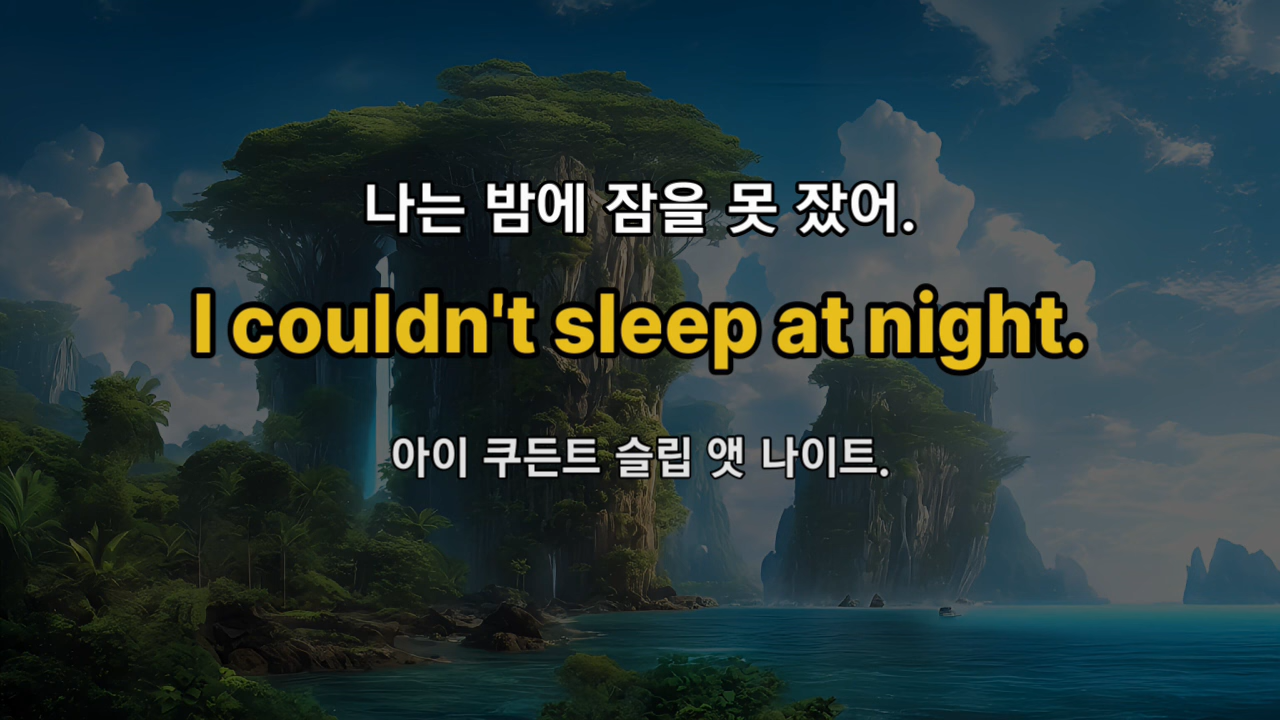 나는 밤에 잠을 못 잤어.
I couldn't sleep at night.
아이 쿠든트 슬립 앳 나이트.